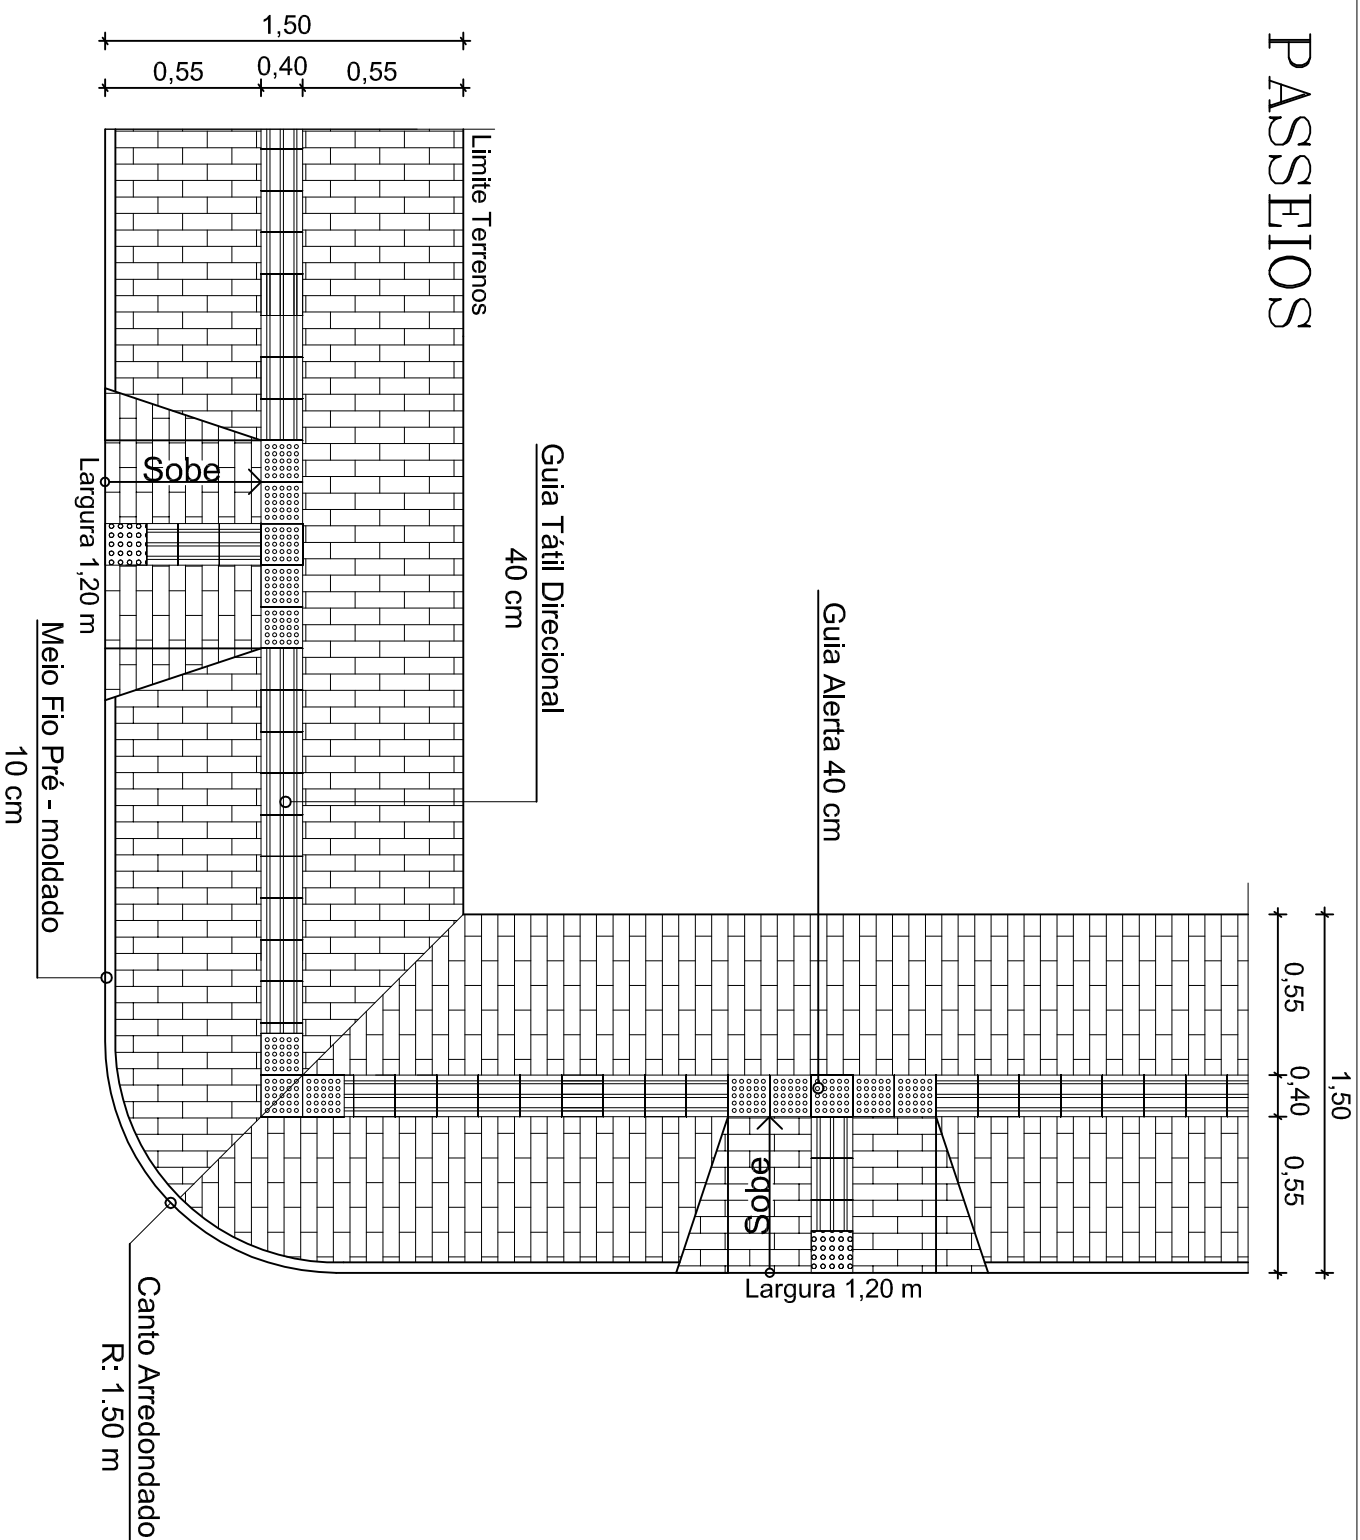 PASSEIOS
1,50
0,55
0,40
0,55
Limite Terrenos
Sobe
Largura 1,20 m
Guia Tátil Direcional
40 cm
Guia Alerta 40 cm
Meio Fio Pré - moldado
10 cm
1,50
0,55
0,40
0,55
Sobe
Largura 1,20 m
Canto Arredondado
R: 1.50 m